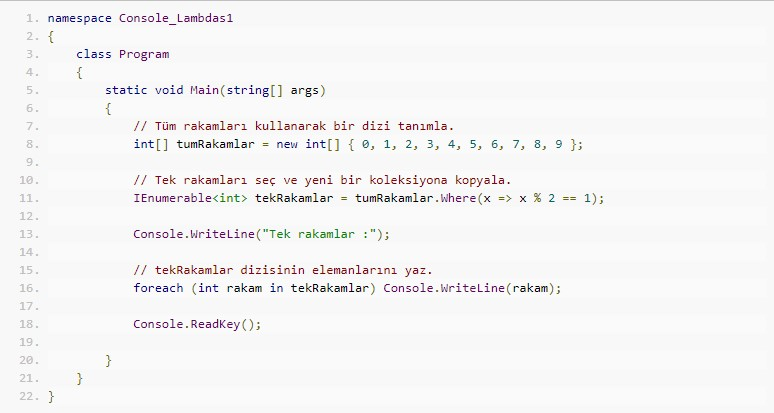 1. namespace Console_Lambdas1
2. {
3.     class Program
4.     {
5.         static void Main(string[] args)
6.         {
7.             // Tüm rakamları kullanarak bir dizi tanımla.
8.             int[] tumRakamlar = new int[] { 0, 1, 2, 3, 4, 5, 6, 7, 8, 9 };
9.
10.             // Tek rakamları seç ve yeni bir koleksiyona kopyala.
11.             IEnumerable<int> tekRakamlar = tumRakamlar.Where(x => x % 2 == 1);
12.
13.             Console.WriteLine("Tek rakamlar :");
14.
15.             // tekRakamlar dizisinin elemanlarını yaz.
16.             foreach (int rakam in tekRakamlar) Console.WriteLine(rakam);
17.
18.             Console.ReadKey();
19.
20.         }
21.     }
22. }